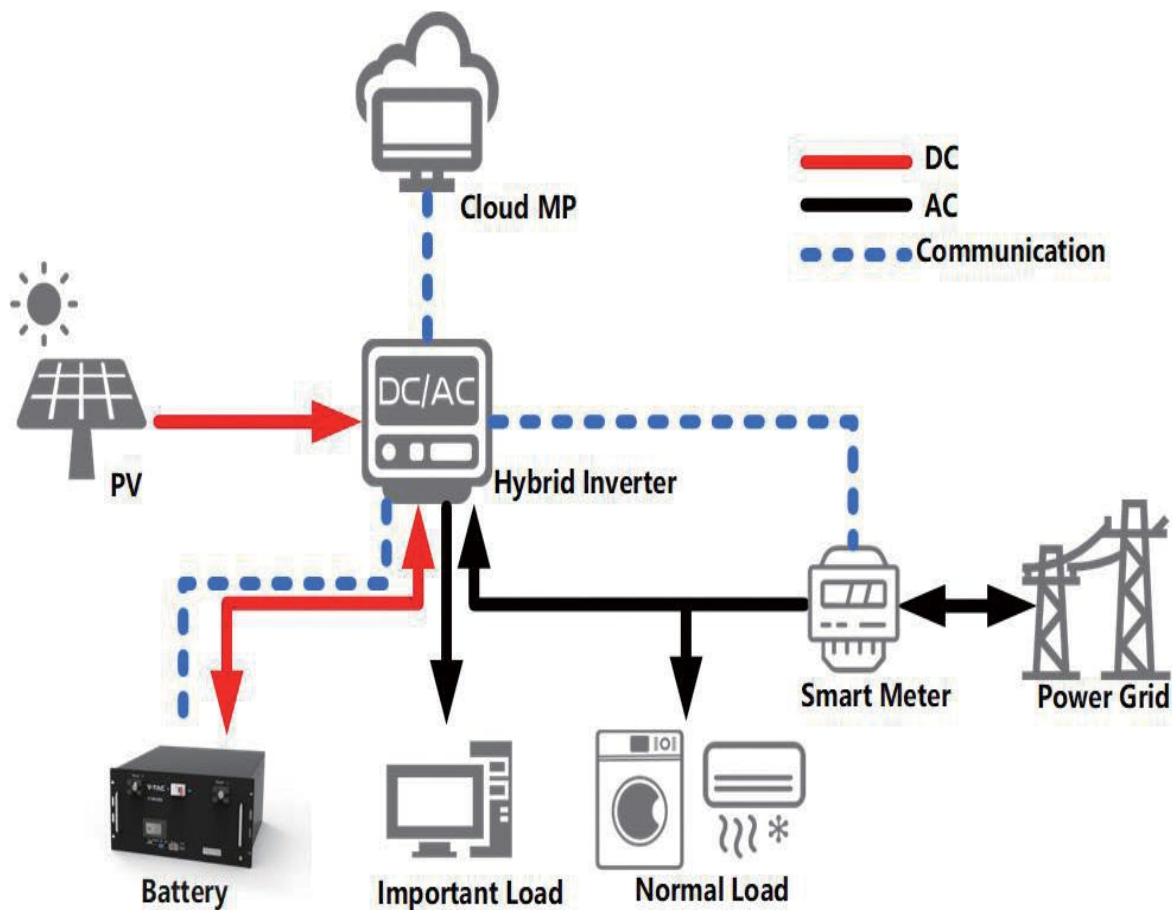 Cloud MP
DC
AC
Communication
DC/AC
PV
Hybrid Inverter
Smart Meter
Power Grid
V-TAC
Battery
Important Load
Normal Load